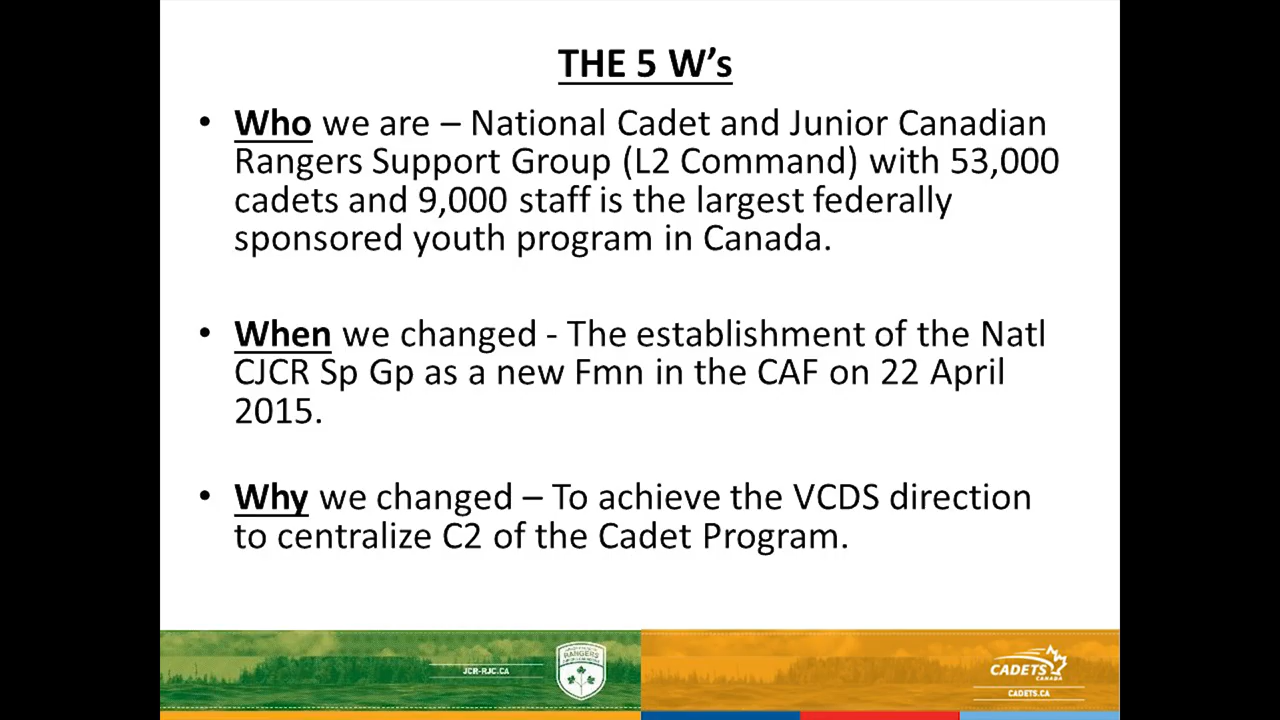 THE 5 W’s
• Who we are – National Cadet and Junior Canadian
Rangers Support Group (L2 Command) with 53,000
cadets and 9,000 staff is the largest federally
sponsored youth program in Canada.
• When we changed - The establishment of the Natl
CJCR Sp Gp as a new Fmn in the CAF on 22 April
2015.
• Why we changed – To achieve the VCDS direction
to centralize C2 of the Cadet Program.
JCR-RJC.CA
RANGERS
CADETS
CANADA
CADETS.CA